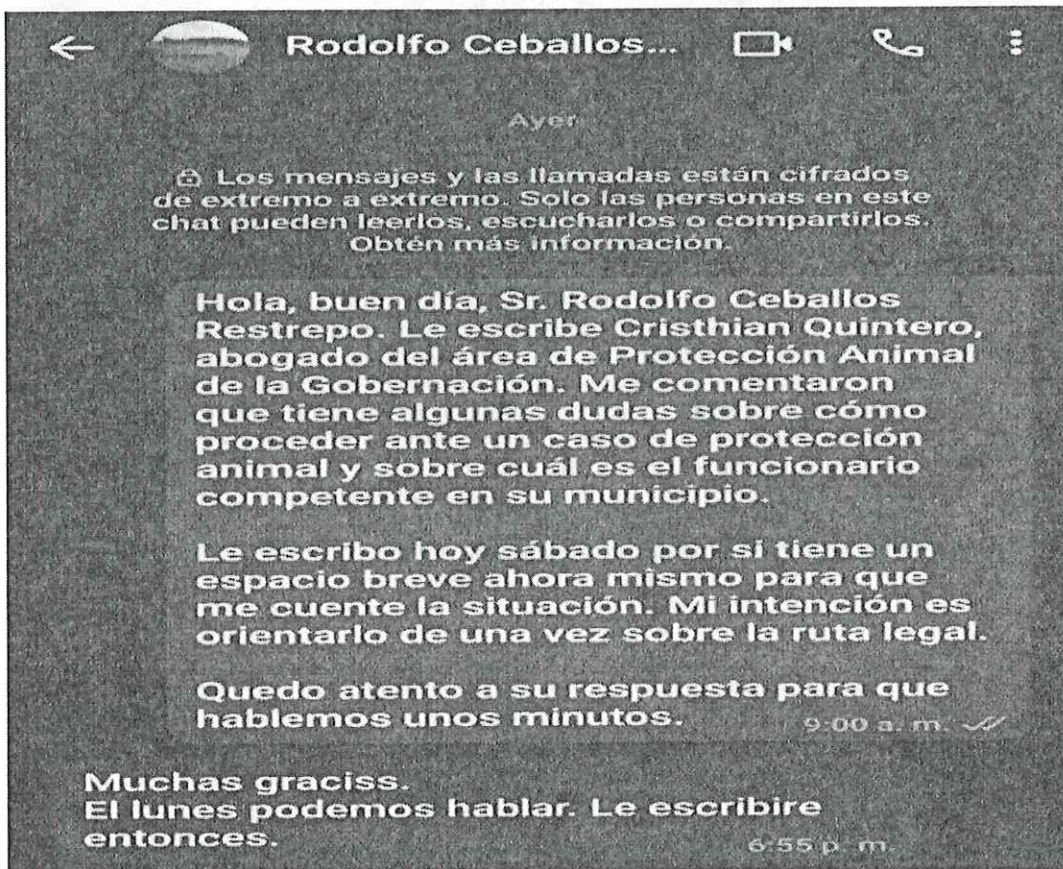 Rodolfo Ceballos...
Ayer
Los mensajes y las llamadas están cifrados
de extremo a extremo. Solo las personas en este
chat pueden leerlos, escucharlos o compartirlos.
Obtén más información.
Hola, buen día, Sr. Rodolfo Ceballos
Restrepo. Le escribe Cristhian Quintero,
abogado del área de Protección Animal
de la Gobernación. Me comentaron
que tiene algunas dudas sobre cómo
proceder ante un caso de protección
animal y sobre cuál es el funcionario
competente en su municipio.
Le escribo hoy sábado por si tiene un
espacio breve ahora mismo para que
me cuente la situación. Mi intención es
orientarlo de una vez sobre la ruta legal.
Quedo atento a su respuesta para que
hablemos unos minutos.
9:00 a. m.
Muchas graciss.
El lunes podemos hablar. Le escribire
entonces.
6:55 p. m.